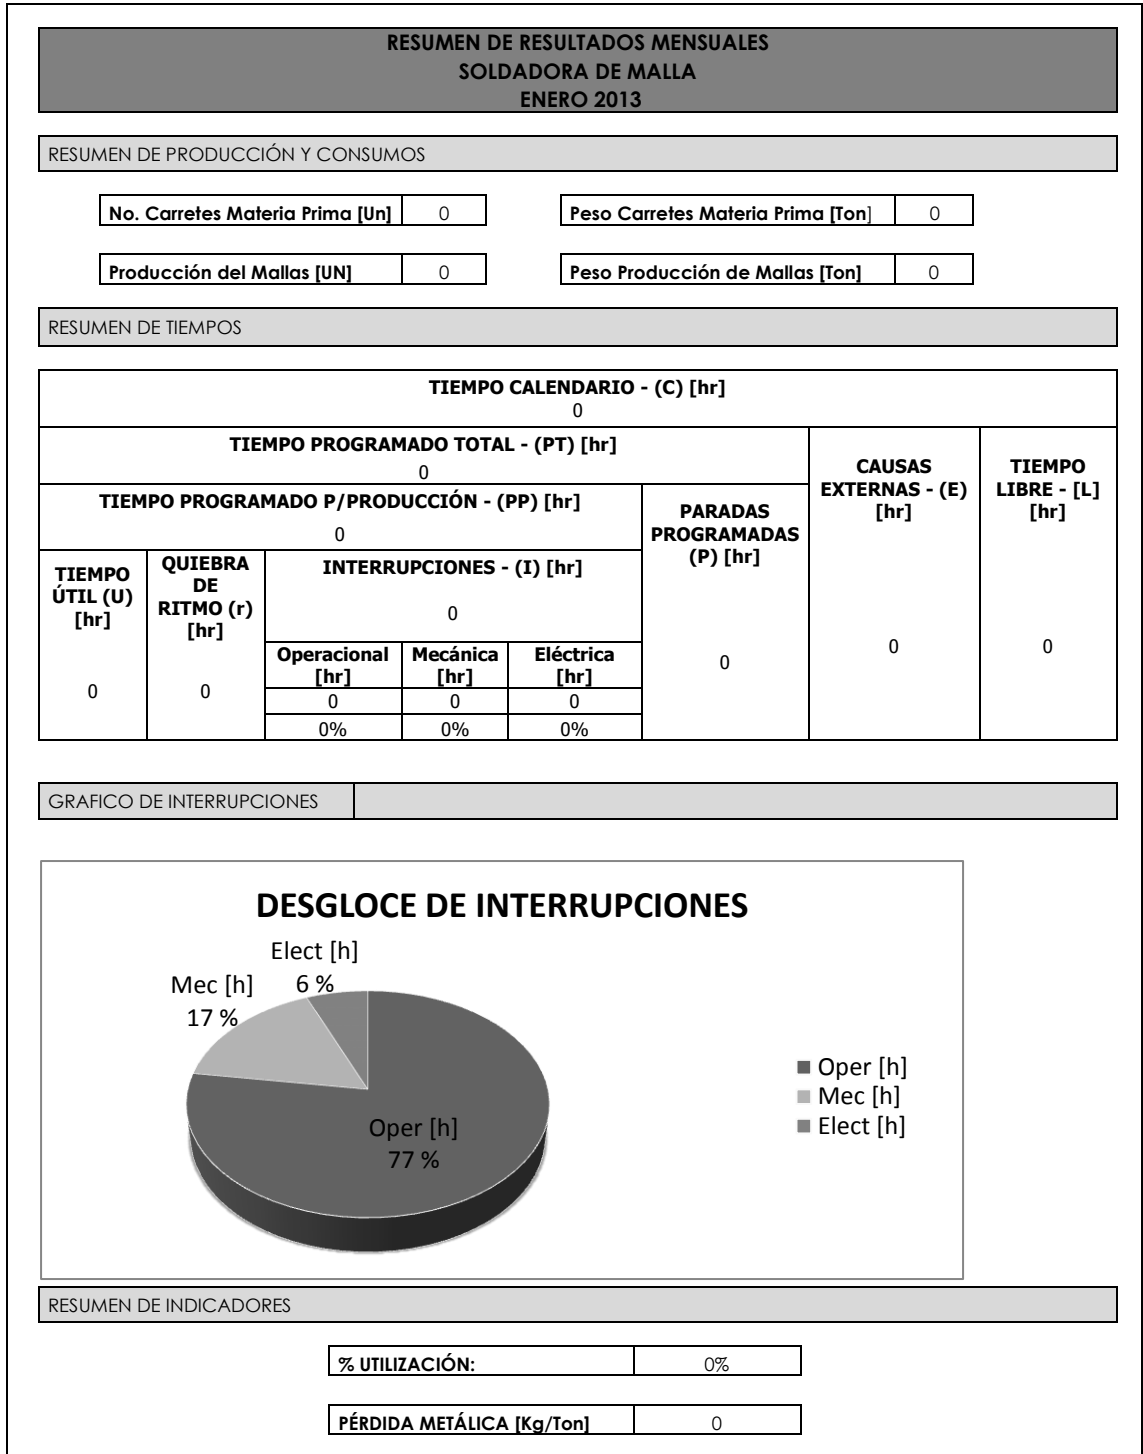 RESUMEN DE RESULTADOS MENSUALES
SOLDADORA DE MALLA
ENERO 2013
RESUMEN DE PRODUCCIÓN Y CONSUMOS
No. Carretes Materia Prima [Un] 0 Peso Carretes Materia Prima [Ton] 0
Producción del Mallas [UN] 0 Peso Producción de Mallas [Ton] 0
RESUMEN DE TIEMPOS
TIEMPO CALENDARIO - (C) [hr]
0
TIEMPO PROGRAMADO TOTAL - (PT) [hr]
0
CAUSAS
EXTERNAS - (E)
[hr]
0
TIEMPO
LIBRE - [L]
[hr]
0
TIEMPO PROGRAMADO P/PRODUCCIÓN - (PP) [hr]
0
PARADAS
PROGRAMADAS
(P) [hr]
0
TIEMPO
ÚTIL (U)
[hr]
0
QUIEBRA
DE
RITMO (r)
[hr]
0
INTERRUPCIONES - (I) [hr]
0
Operacional
[hr]
Mecánica
[hr]
Eléctrica
[hr]
0 0 0
0% 0% 0%
GRAFICO DE INTERRUPCIONES
DESGLOCE DE INTERRUPCIONES
Elect [h]
6 %
Mec [h]
17 %
Oper [h]
77 %
Oper [h]
Mec [h]
Elect [h]
RESUMEN DE INDICADORES
% UTILIZACIÓN: 0%
PÉRDIDA METÁLICA [Kg/Ton] 0